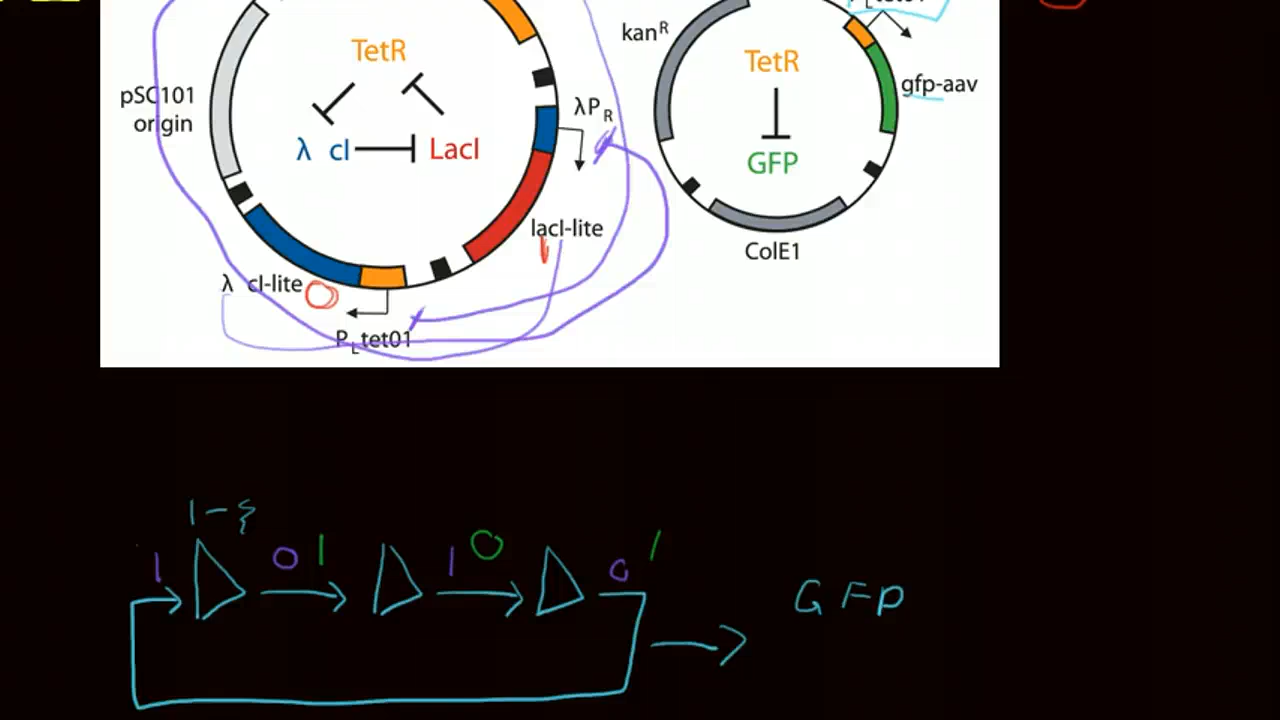 kanᴿ
TetR
TetR
pSC101
origin
λPR
gfp-aav
λ cI
LacI
GFP
lacI-lite
ColE1
λ cI-lite
PLtet01
1 0 1 1 0 0 1
GFP